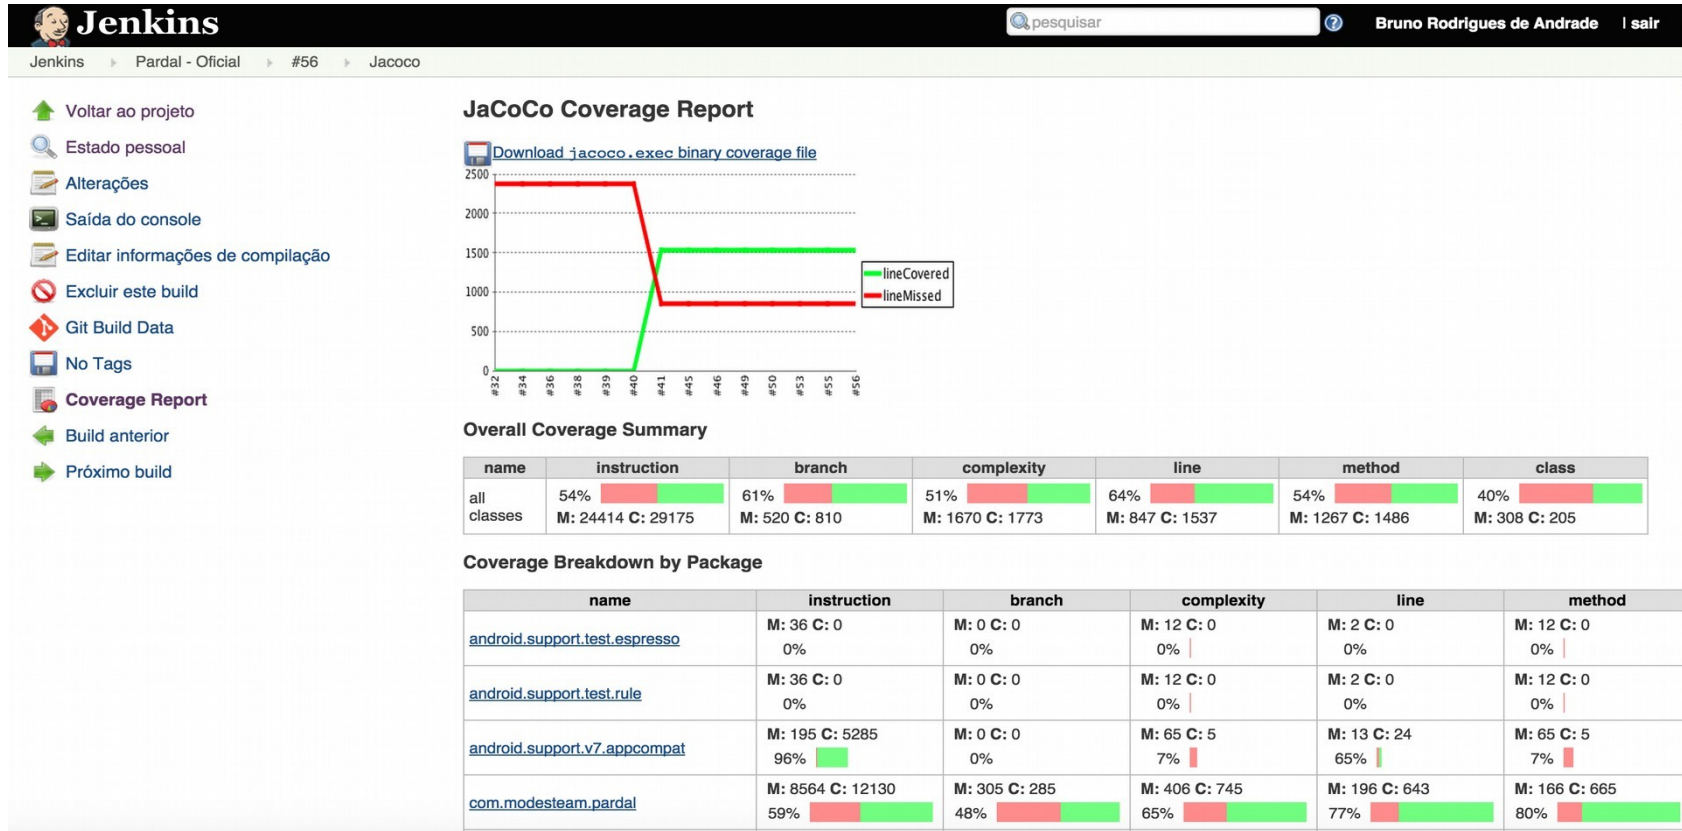 Jenkins
pesquisar
Bruno Rodrigues de Andrade | sair
Jenkins Pardal - Oficial #56 Jacoco
Voltar ao projeto
Estado pessoal
Alterações
Saída do console
Editar informações de compilação
Excluir este build
Git Build Data
No Tags
Coverage Report
Build anterior
Próximo build
JaCoCo Coverage Report
Download jacoco.exec binary coverage file
2500
2000
1500
1000
500
0
#32 #34 #36 #38 #39 #40 #41 #45 #46 #49 #50 #53 #55 #56
lineCovered
lineMissed
Overall Coverage Summary
name instruction branch complexity line method class
all classes
54% 61% 51% 64% 54% 40%
M: 24414 C: 29175 M: 520 C: 810 M: 1670 C: 1773 M: 847 C: 1537 M: 1267 C: 1486 M: 308 C: 205
Coverage Breakdown by Package
name instruction branch complexity line method
android.support.test.espresso
M: 36 C: 0 M: 0 C: 0 M: 12 C: 0 M: 2 C: 0 M: 12 C: 0
0% 0% 0% 0% 0%
android.support.test.rule
M: 36 C: 0 M: 0 C: 0 M: 12 C: 0 M: 2 C: 0 M: 12 C: 0
0% 0% 0% 0% 0%
android.support.v7.appcompat
M: 195 C: 5285 M: 0 C: 0 M: 65 C: 5 M: 13 C: 24 M: 65 C: 5
96% 0% 7% 65% 7%
com.modesteam.pardal
M: 8564 C: 12130 M: 305 C: 285 M: 406 C: 745 M: 196 C: 643 M: 166 C: 665
59% 48% 65% 77% 80%